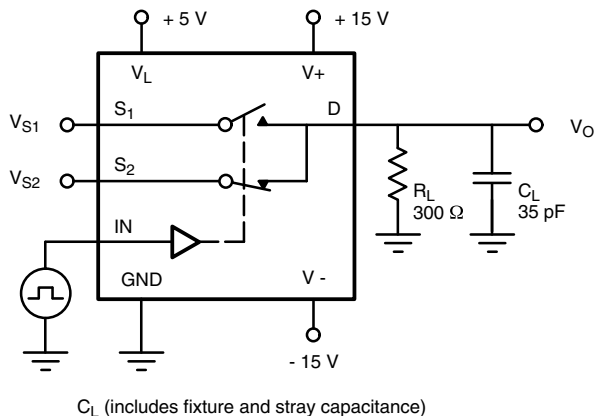 + 5 V
+ 15 V
V_L
V+
V_S1
S_1
D
V_O
V_S2
S_2
R_L
300 Ω
C_L
35 pF
IN
GND
V -
- 15 V
C_L (includes fixture and stray capacitance)